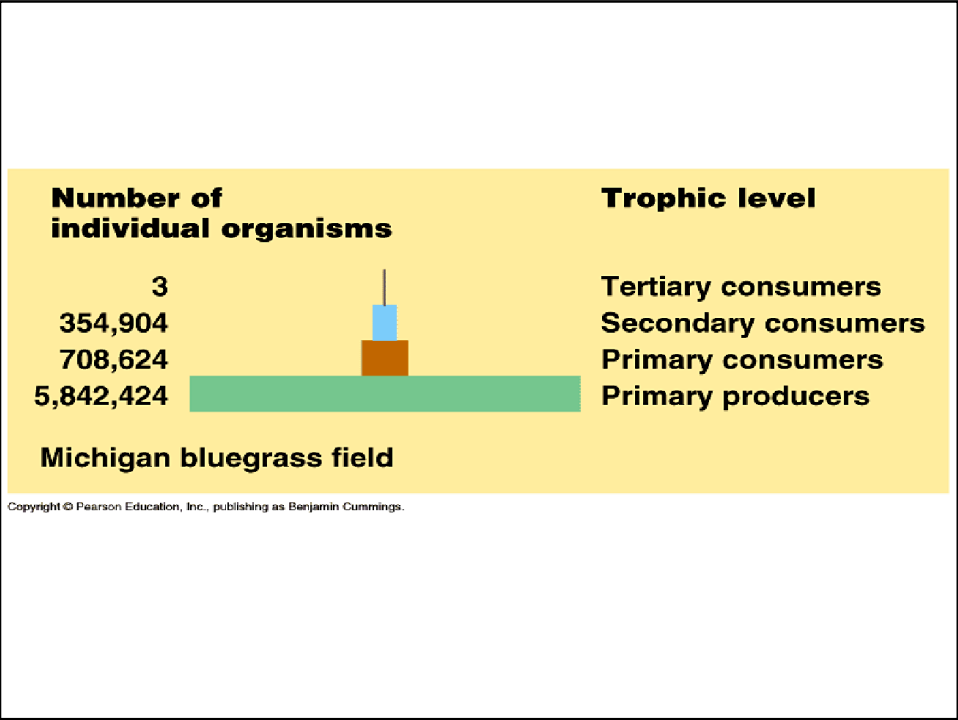 Number of
individual organisms
Trophic level
3 Tertiary consumers
354,904 Secondary consumers
708,624 Primary consumers
5,842,424 Primary producers
Michigan bluegrass field
Copyright © Pearson Education, Inc., publishing as Benjamin Cummings.